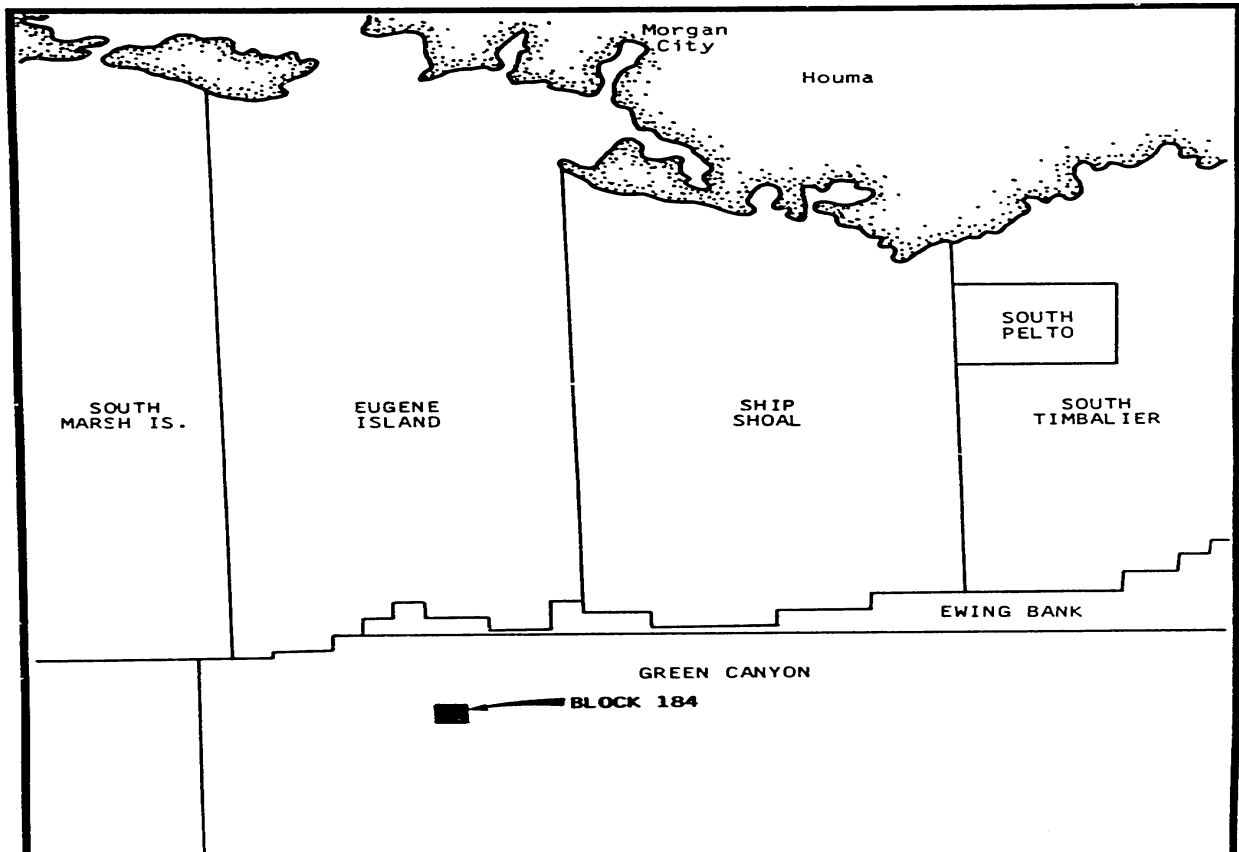 Morgan
City
Houma
SOUTH
PELTO
SOUTH
MARSH IS.
EUGENE
ISLAND
SHIP
SHOAL
SOUTH
TIMBALIER
EWING BANK
GREEN CANYON
BLOCK 184